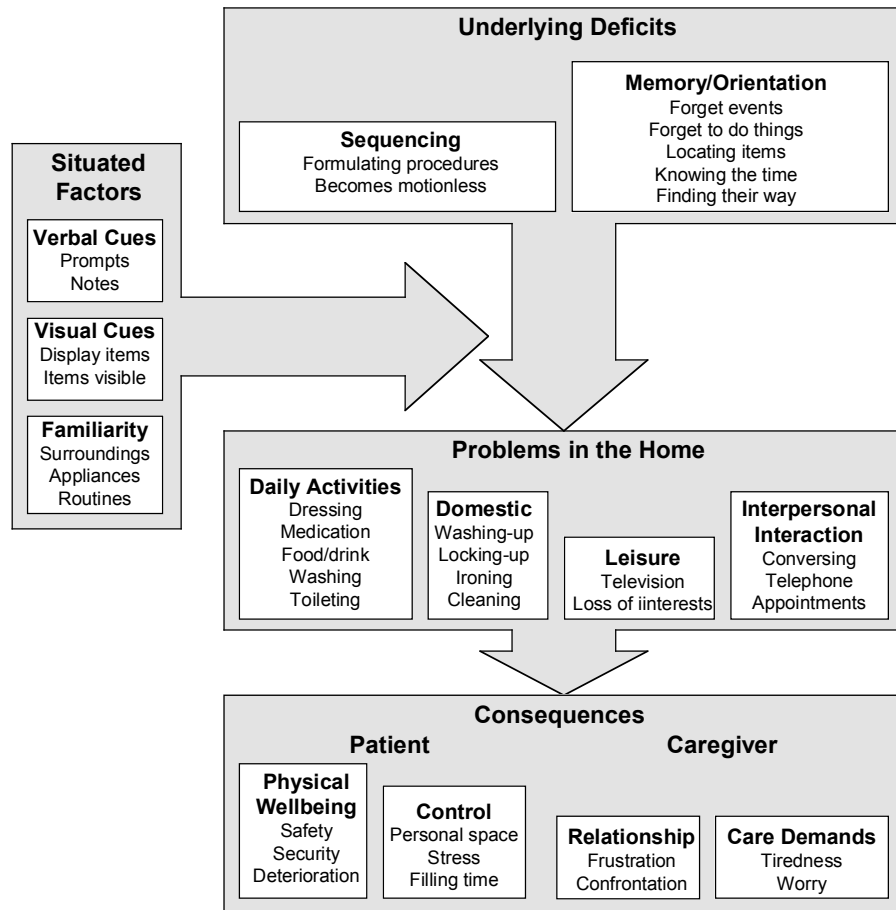 Underlying Deficits
Sequencing
Formulating procedures
Becomes motionless
Memory/Orientation
Forget events
Forget to do things
Locating items
Knowing the time
Finding their way
Situated
Factors
Verbal Cues
Prompts
Notes
Visual Cues
Display items
Items visible
Familiarity
Surroundings
Appliances
Routines
Problems in the Home
Daily Activities
Dressing
Medication
Food/drink
Washing
Toileting
Domestic
Washing-up
Locking-up
Ironing
Cleaning
Leisure
Television
Loss of iinterests
Interpersonal
Interaction
Conversing
Telephone
Appointments
Consequences
Patient
Physical
Wellbeing
Safety
Security
Deterioration
Control
Personal space
Stress
Filling time
Caregiver
Relationship
Frustration
Confrontation
Care Demands
Tiredness
Worry